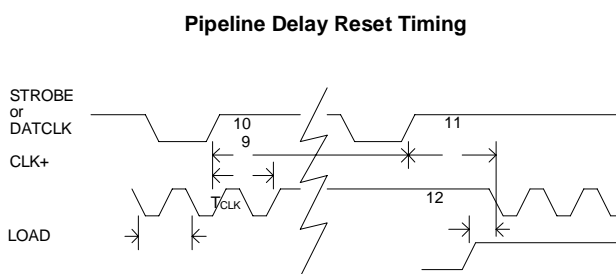 Pipeline Delay Reset Timing
STROBE
or
DATCLK
10
11
9
CLK+
TCLK
12
LOAD